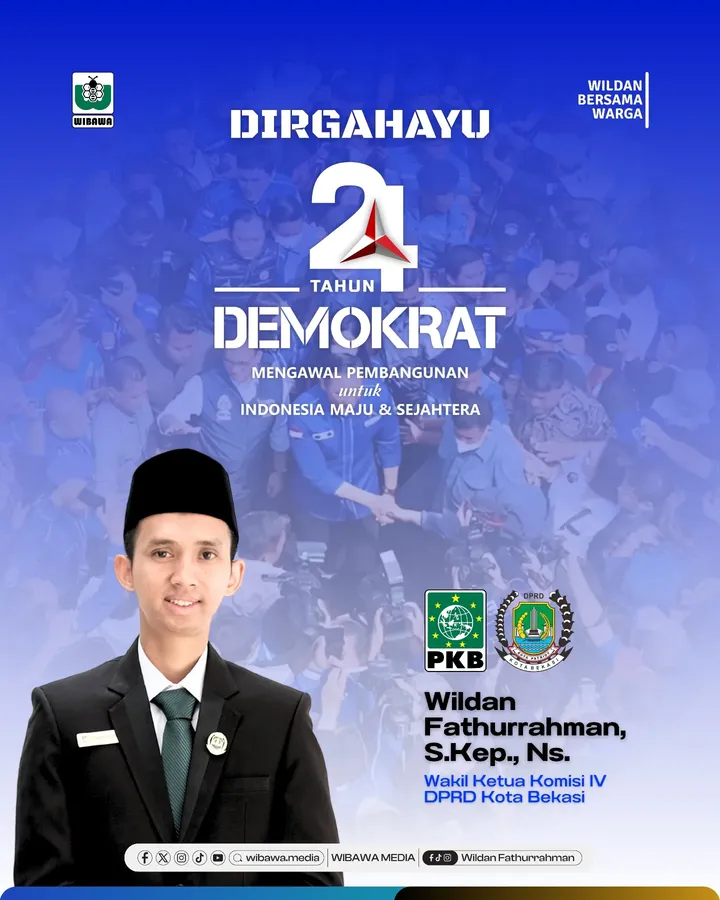 WIBAWA
WILDAN
BERSAMA
WARGA
DIRGAHAYU
24
TAHUN
DEMOKRAT
MENGAWAL PEMBANGUNAN
untuk
INDONESIA MAJU & SEJAHTERA
PKB
DPRD
KOTA BEKASI
Wildan
Fathurrahman,
S.Kep., Ns.
Wakil Ketua Komisi IV
DPRD Kota Bekasi
wibawa.media WIBAWA MEDIA Wildan Fathurrahman